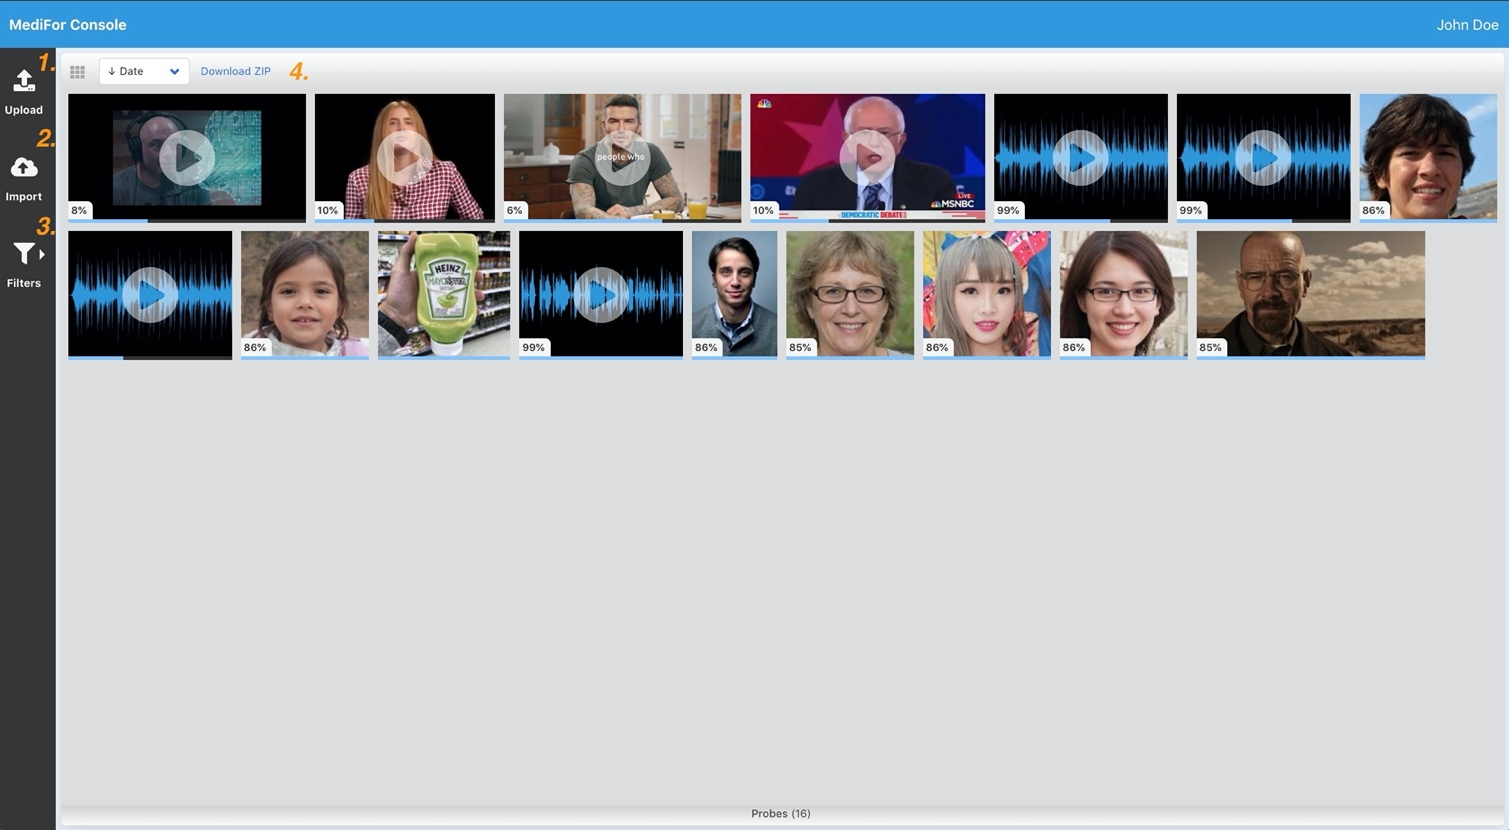 MediFor Console
John Doe
1.
Upload
2.
Import
3.
Filters
↓ Date
Download ZIP
4.
8%
10%
people who
6%
LIVE
MSNBC
DEMOCRATIC DEBATE
10%
99%
99%
86%
86%
HEINZ
99%
86%
85%
86%
86%
85%
Probes (16)